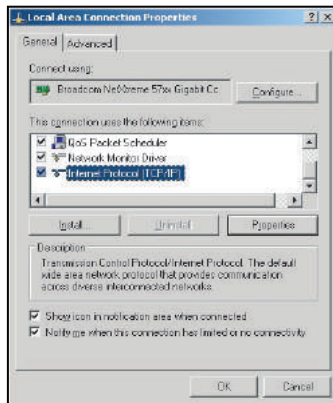 Local Area Connection Properties
General Advanced
Connect using:
Broadcom NetXtreme 57xx Gigabit Cc Configure...
This connection uses the following items:
QoS Packet Scheduler
Network Monitor Driver
Internet Protocol (TCP/IP)
Install... Uninstall Properties
Description
Transmission Control Protocol/Internet Protocol. The default
wide area network protocol that provides communication
across diverse interconnected networks.
Show icon in notification area when connected
Notify me when this connection has limited or no connectivity
OK Cancel